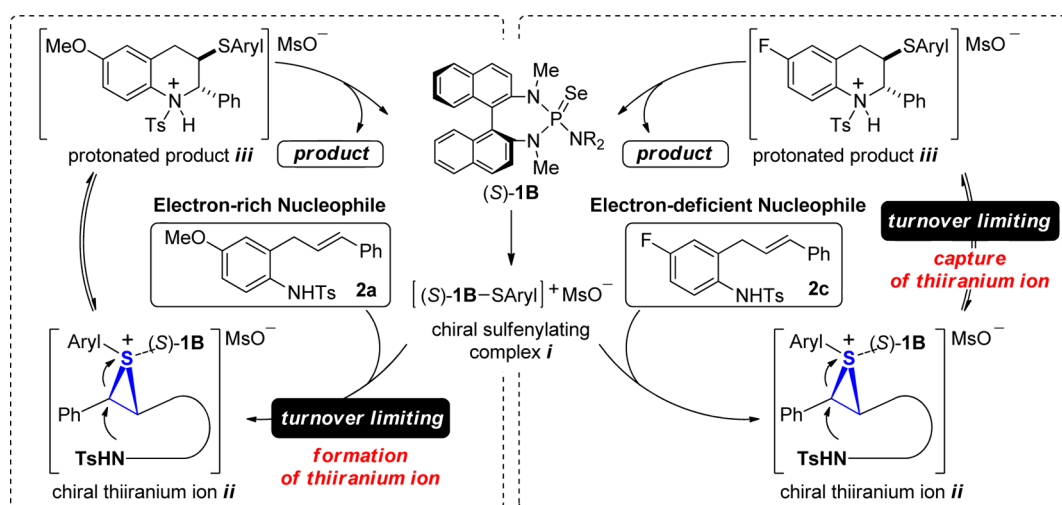 MeO
SAryl
MsO⁻
+
N
Ph
Ts
H
protonated product iii
product
Me
N
Se
P
N
NR₂
Me
(S)-1B
F
SAryl
MsO⁻
+
N
Ph
Ts
H
protonated product iii
product
Electron-rich Nucleophile
MeO
Ph
NHTs
2a
Electron-deficient Nucleophile
F
Ph
NHTs
2c
turnover limiting
capture
of thiiranium ion
[(S)-1B–SAryl]⁺MsO⁻
chiral sulfenylating
complex i
Aryl
+
S
(S)-1B
MsO⁻
Ph
TsHN
chiral thiiranium ion ii
turnover limiting
formation
of thiiranium ion
Aryl
+
S
(S)-1B
MsO⁻
Ph
TsHN
chiral thiiranium ion ii